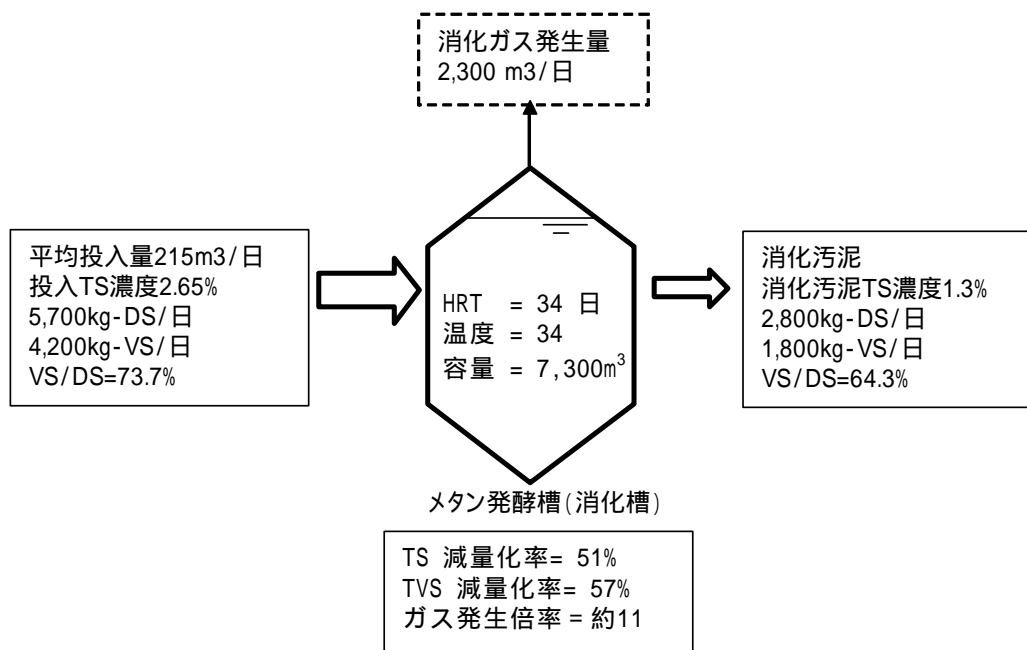 消化ガス発生量
2,300 m3/日
平均投入量215m3/日
投入TS濃度2.65%
5,700kg-DS/日
4,200kg-VS/日
VS/DS=73.7%
HRT = 34 日
温度 = 34
容量 = 7,300m³
消化汚泥
消化汚泥TS濃度1.3%
2,800kg-DS/日
1,800kg-VS/日
VS/DS=64.3%
メタン発酵槽(消化槽)
TS 減量化率= 51%
TVS 減量化率= 57%
ガス発生倍率 = 約11